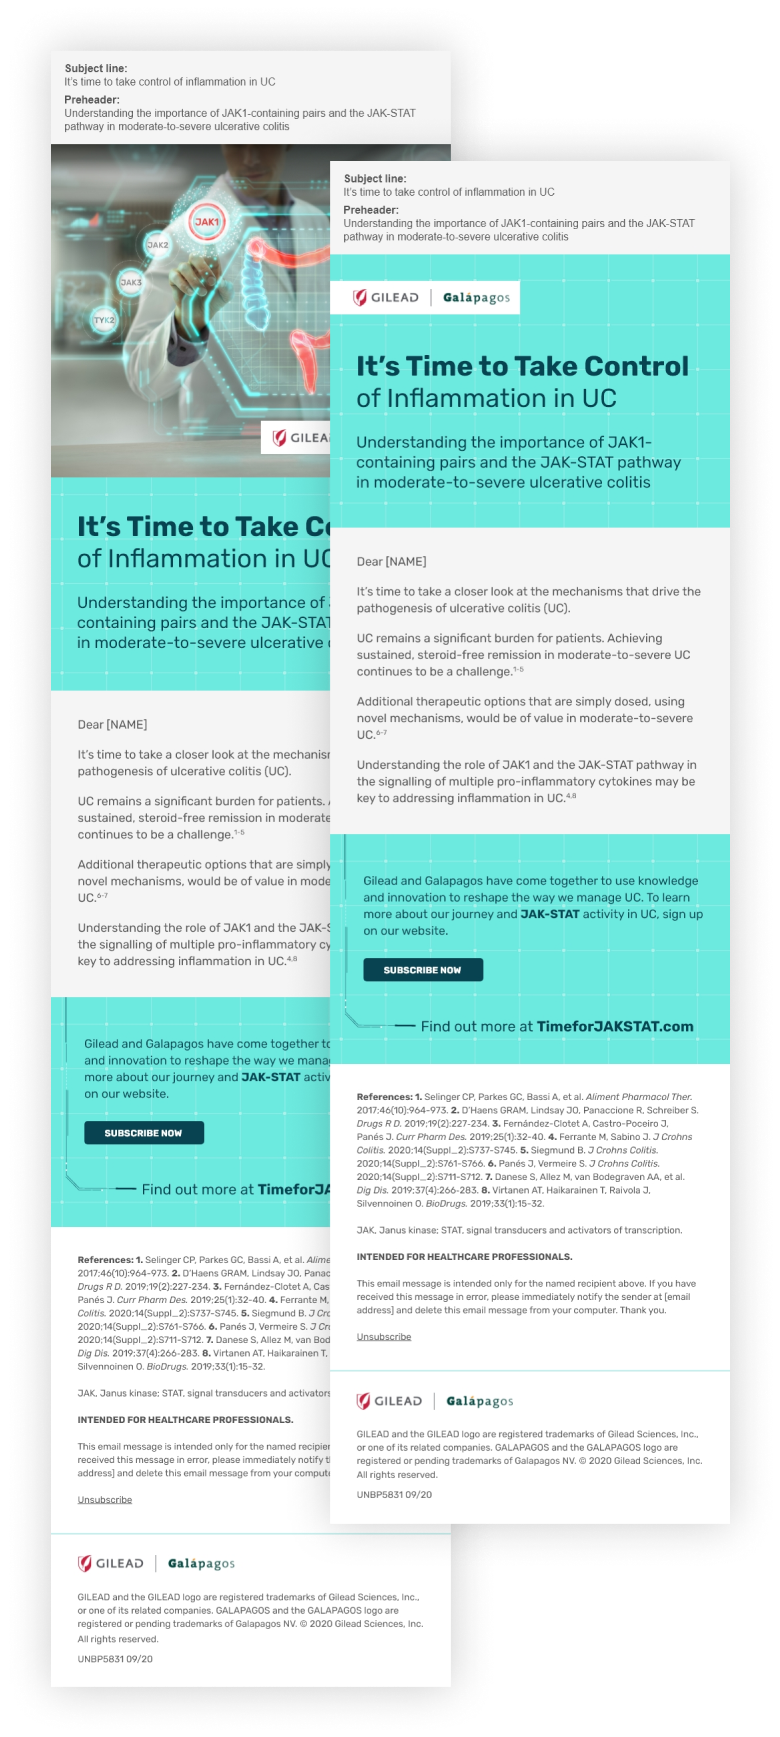 Subject line:
It's time to take control of inflammation in UC
Preheader:
Understanding the importance of JAK1-containing pairs and the JAK-STAT
pathway in moderate-to-severe ulcerative colitis
JAK1
JAK2
JAK3
TYK2
GILEA
It's Time to Take C
of Inflammation in UC
Understanding the importance of
containing pairs and the JAK-STAT
in moderate-to-severe ulcerative
Dear [NAME]
It's time to take a closer look at the mechanis
pathogenesis of ulcerative colitis (UC).
UC remains a significant burden for patients.
sustained, steroid-free remission in moderate
continues to be a challenge.1-5
Additional therapeutic options that are simply
novel mechanisms, would be of value in mode
UC.6-7
Understanding the role of JAK1 and the JAK-S
the signalling of multiple pro-inflammatory cy
key to addressing inflammation in UC.4,8
Gilead and Galapagos have come together to
and innovation to reshape the way we mana
more about our journey and JAK-STAT activ
on our website.
SUBSCRIBE NOW
Find out more at TimeforJA
References: 1. Selinger CP, Parkes GC, Bassi A, et al. Alime
2017;46(10):964-973. 2. D'Haens GRAM, Lindsay JO, Panac
Drugs R D. 2019;19(2):227-234. 3. Fernández-Clotet A, Cas
Panés J. Curr Pharm Des. 2019;25(1):32-40. 4. Ferrante M,
Colitis. 2020;14(Suppl_2):S737-S745. 5. Siegmund B. J Cro
2020;14(Suppl_2):S761-S766. 6. Panés J, Vermeire S. J C
2020;14(Suppl_2):S711-S712. 7. Danese S, Allez M, van Bod
Dig Dis. 2019;37(4):266-283. 8. Virtanen AT, Haikarainen T,
Silvennoinen O. BioDrugs. 2019;33(1):15-32.
JAK, Janus kinase; STAT, signal transducers and activators
INTENDED FOR HEALTHCARE PROFESSIONALS.
This email message is intended only for the named recipien
received this message in error, please immediately notify t
address] and delete this email message from your compute
Unsubscribe
GILEAD Galápagos
GILEAD and the GILEAD logo are registered trademarks of Gilead Sciences, Inc.,
or one of its related companies. GALAPAGOS and the GALAPAGOS logo are
registered or pending trademarks of Galapagos NV. © 2020 Gilead Sciences, Inc.
All rights reserved.
UNBP5831 09/20
Subject line:
It's time to take control of inflammation in UC
Preheader:
Understanding the importance of JAK1-containing pairs and the JAK-STAT
pathway in moderate-to-severe ulcerative colitis
GILEAD Galápagos
It's Time to Take Control
of Inflammation in UC
Understanding the importance of JAK1-
containing pairs and the JAK-STAT pathway
in moderate-to-severe ulcerative colitis
Dear [NAME]
It's time to take a closer look at the mechanisms that drive the
pathogenesis of ulcerative colitis (UC).
UC remains a significant burden for patients. Achieving
sustained, steroid-free remission in moderate-to-severe UC
continues to be a challenge.1-5
Additional therapeutic options that are simply dosed, using
novel mechanisms, would be of value in moderate-to-severe
UC.6-7
Understanding the role of JAK1 and the JAK-STAT pathway in
the signalling of multiple pro-inflammatory cytokines may be
key to addressing inflammation in UC.4,8
Gilead and Galapagos have come together to use knowledge
and innovation to reshape the way we manage UC. To learn
more about our journey and JAK-STAT activity in UC, sign up
on our website.
SUBSCRIBE NOW
Find out more at TimeforJAKSTAT.com
References: 1. Selinger CP, Parkes GC, Bassi A, et al. Aliment Pharmacol Ther.
2017;46(10):964-973. 2. D'Haens GRAM, Lindsay JO, Panaccione R, Schreiber S.
Drugs R D. 2019;19(2):227-234. 3. Fernández-Clotet A, Castro-Poceiro J,
Panés J. Curr Pharm Des. 2019;25(1):32-40. 4. Ferrante M, Sabino J. J Crohns
Colitis. 2020;14(Suppl_2):S737-S745. 5. Siegmund B. J Crohns Colitis.
2020;14(Suppl_2):S761-S766. 6. Panés J, Vermeire S. J Crohns Colitis.
2020;14(Suppl_2):S711-S712. 7. Danese S, Allez M, van Bodegraven AA, et al.
Dig Dis. 2019;37(4):266-283. 8. Virtanen AT, Haikarainen T, Raivola J,
Silvennoinen O. BioDrugs. 2019;33(1):15-32.
JAK, Janus kinase; STAT, signal transducers and activators of transcription.
INTENDED FOR HEALTHCARE PROFESSIONALS.
This email message is intended only for the named recipient above. If you have
received this message in error, please immediately notify the sender at [email
address] and delete this email message from your computer. Thank you.
Unsubscribe
GILEAD Galápagos
GILEAD and the GILEAD logo are registered trademarks of Gilead Sciences, Inc.,
or one of its related companies. GALAPAGOS and the GALAPAGOS logo are
registered or pending trademarks of Galapagos NV. © 2020 Gilead Sciences, Inc.
All rights reserved.
UNBP5831 09/20